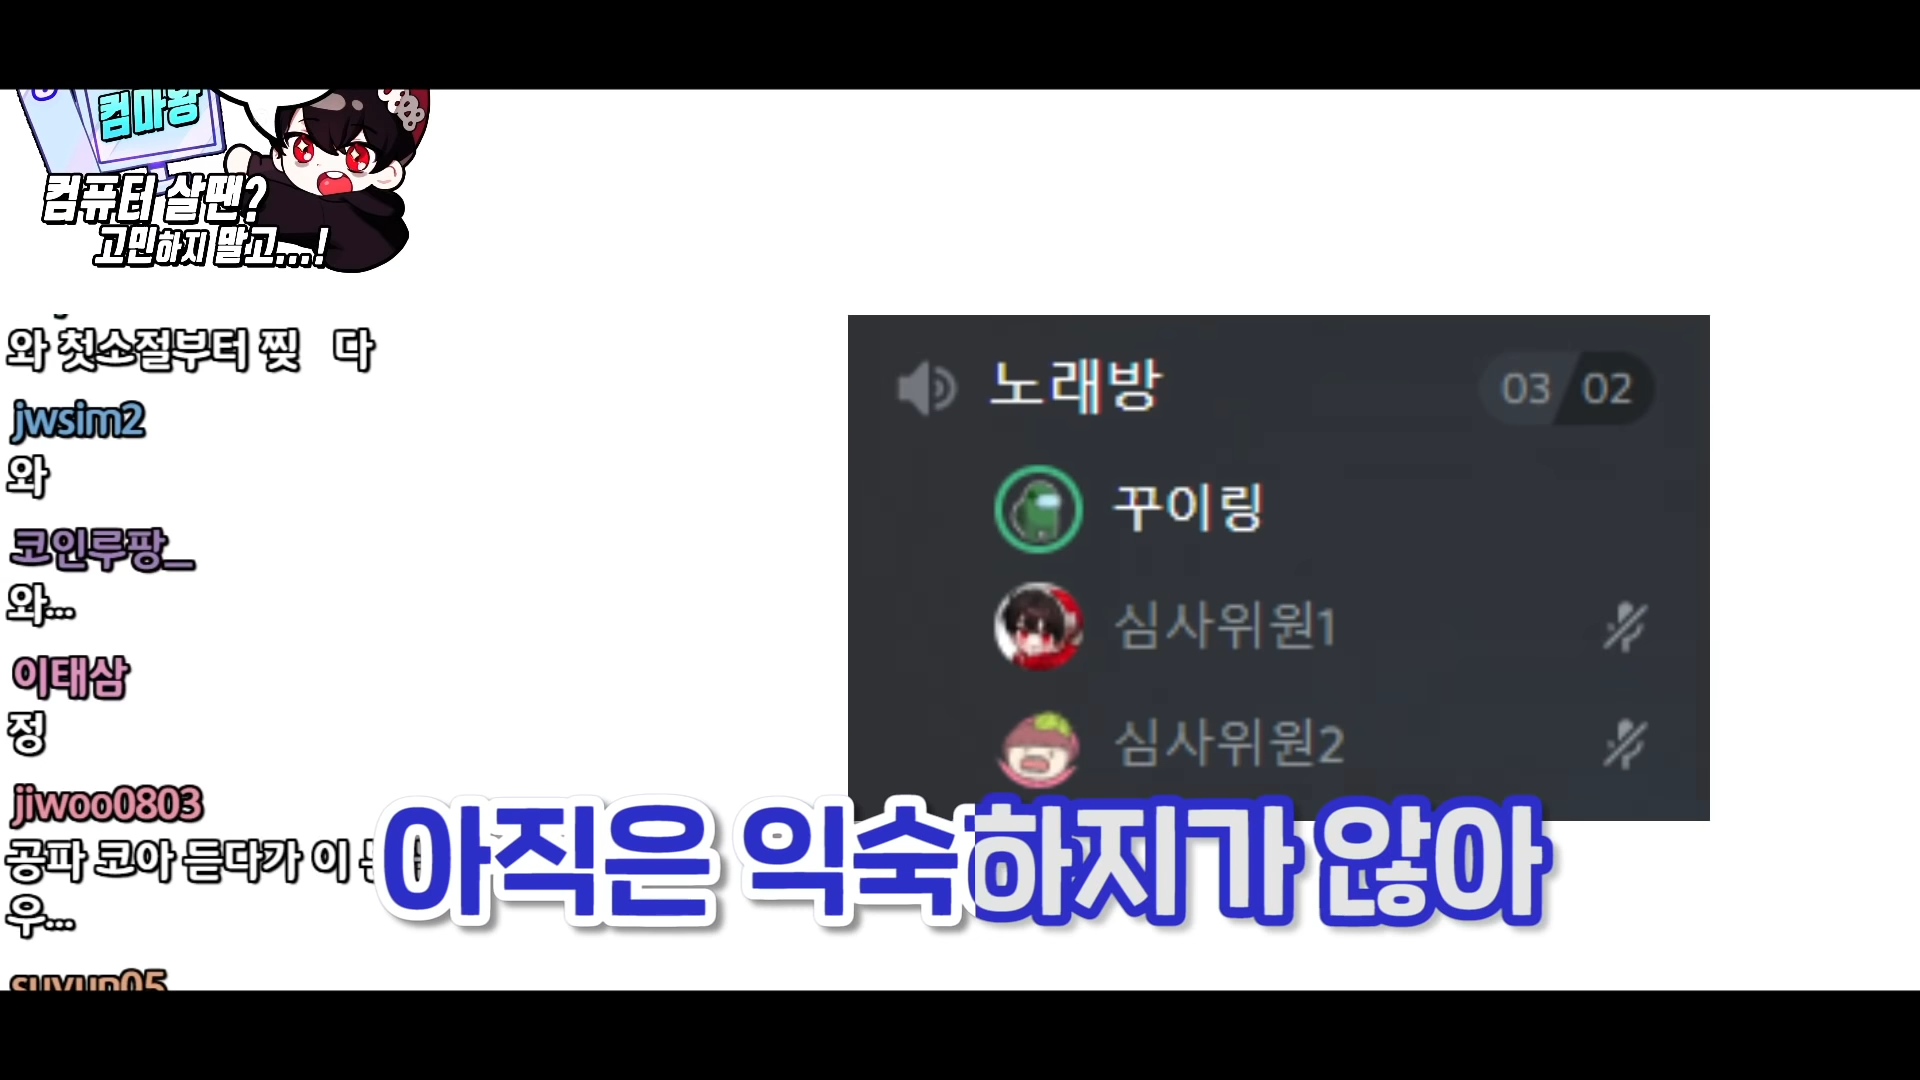 컴마왕
컴퓨터 살땐?
고민하지 말고...!
와 첫소절부터 찢 다
jwsim2
와
코인루팡_
와...
이태삼
정
jiwoo0803
공파 코아 듣다가 이
우...
suyun05
노래방
03 02
꾸이링
심사위원1
심사위원2
아직은 익숙하지가 않아